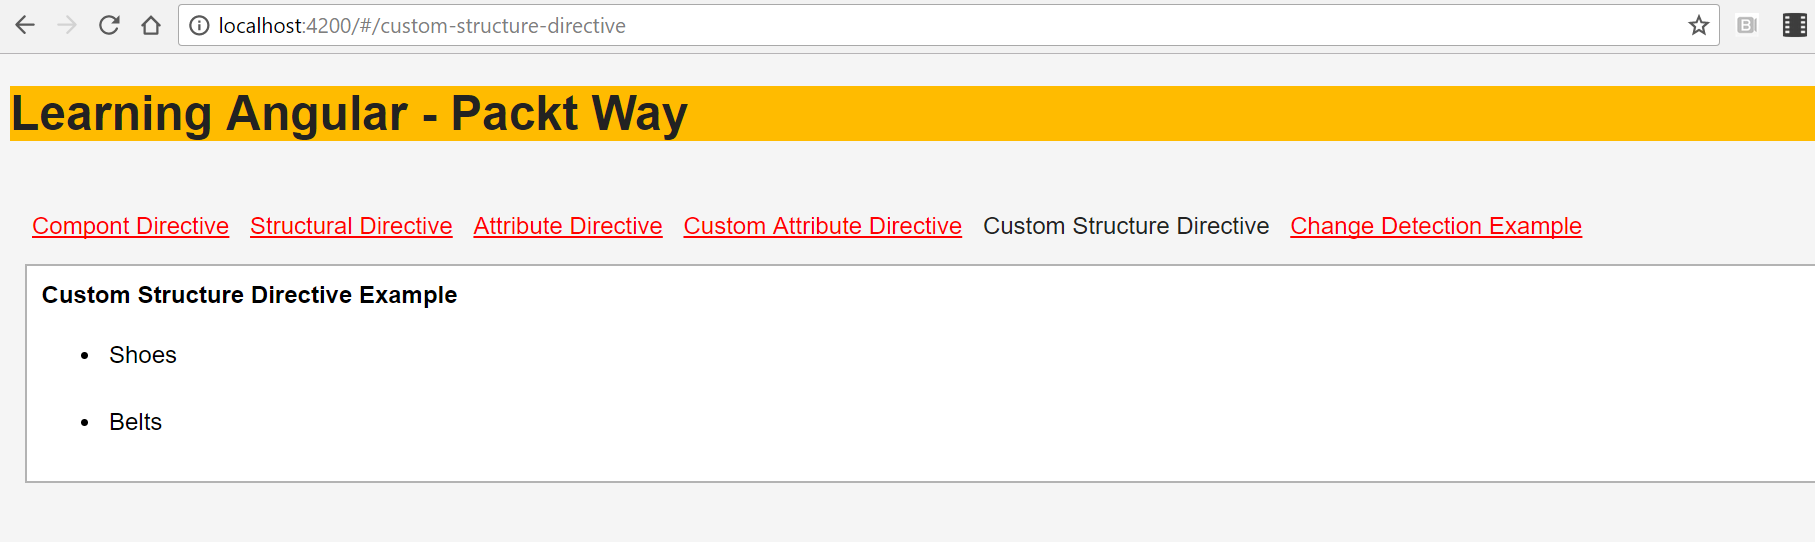 localhost:4200/#/custom-structure-directive
Learning Angular - Packt Way
Compont Directive Structural Directive Attribute Directive Custom Attribute Directive Custom Structure Directive Change Detection Example
Custom Structure Directive Example
• Shoes
• Belts